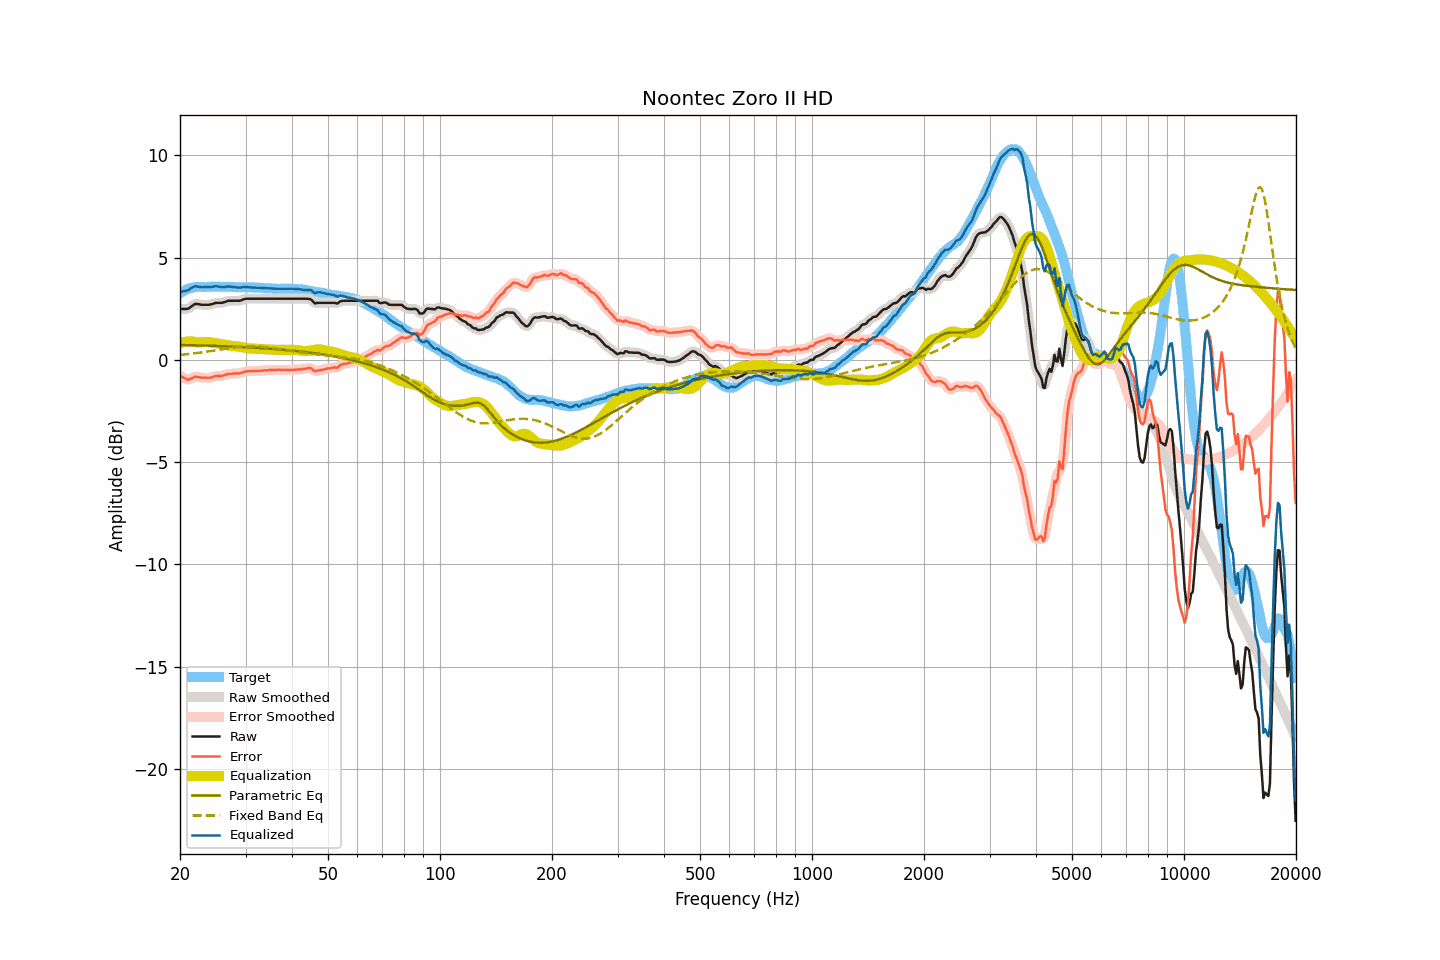 Noontec Zoro II HD
10
5
0
−5
−10
−15
−20
Amplitude (dBr)
Target
Raw Smoothed
Error Smoothed
Raw
Error
Equalization
Parametric Eq
Fixed Band Eq
Equalized
20 50 100 200 500 1000 2000 5000 10000 20000
Frequency (Hz)